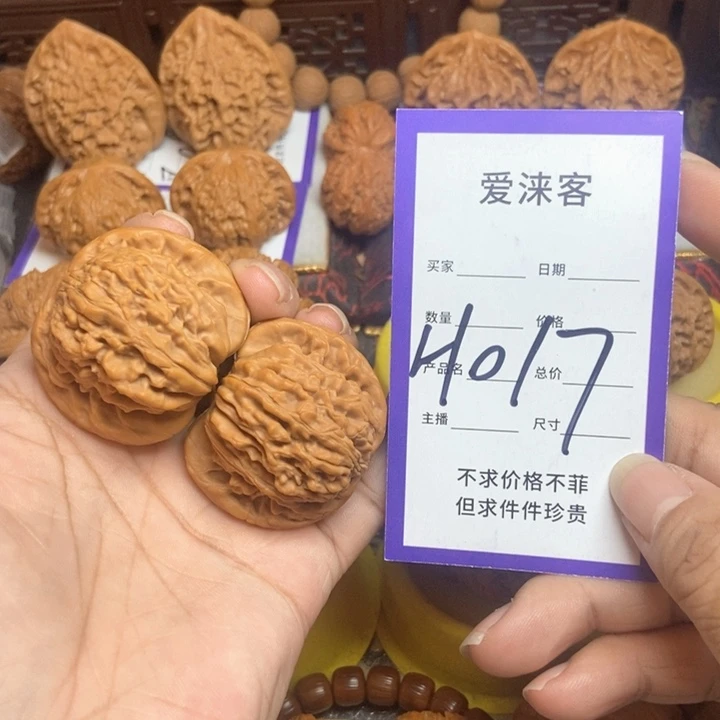 爱涞客
买家 日期
数量 价格
产品名 总价
主播 尺寸
H017
不求价格不菲
但求件件珍贵